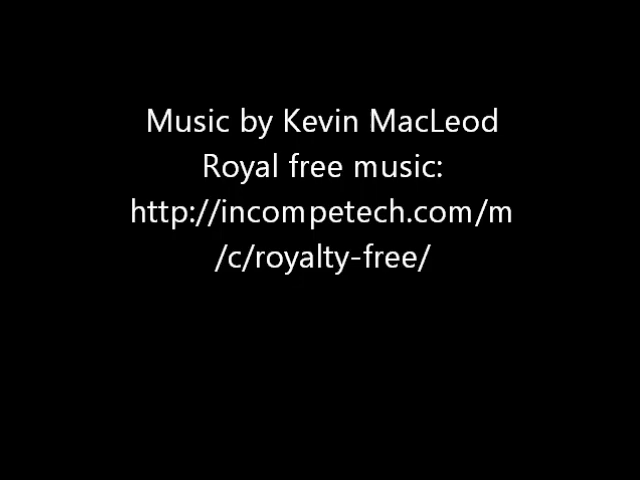 Music by Kevin MacLeod
Royal free music:
http://incompetech.com/m
/c/royalty-free/